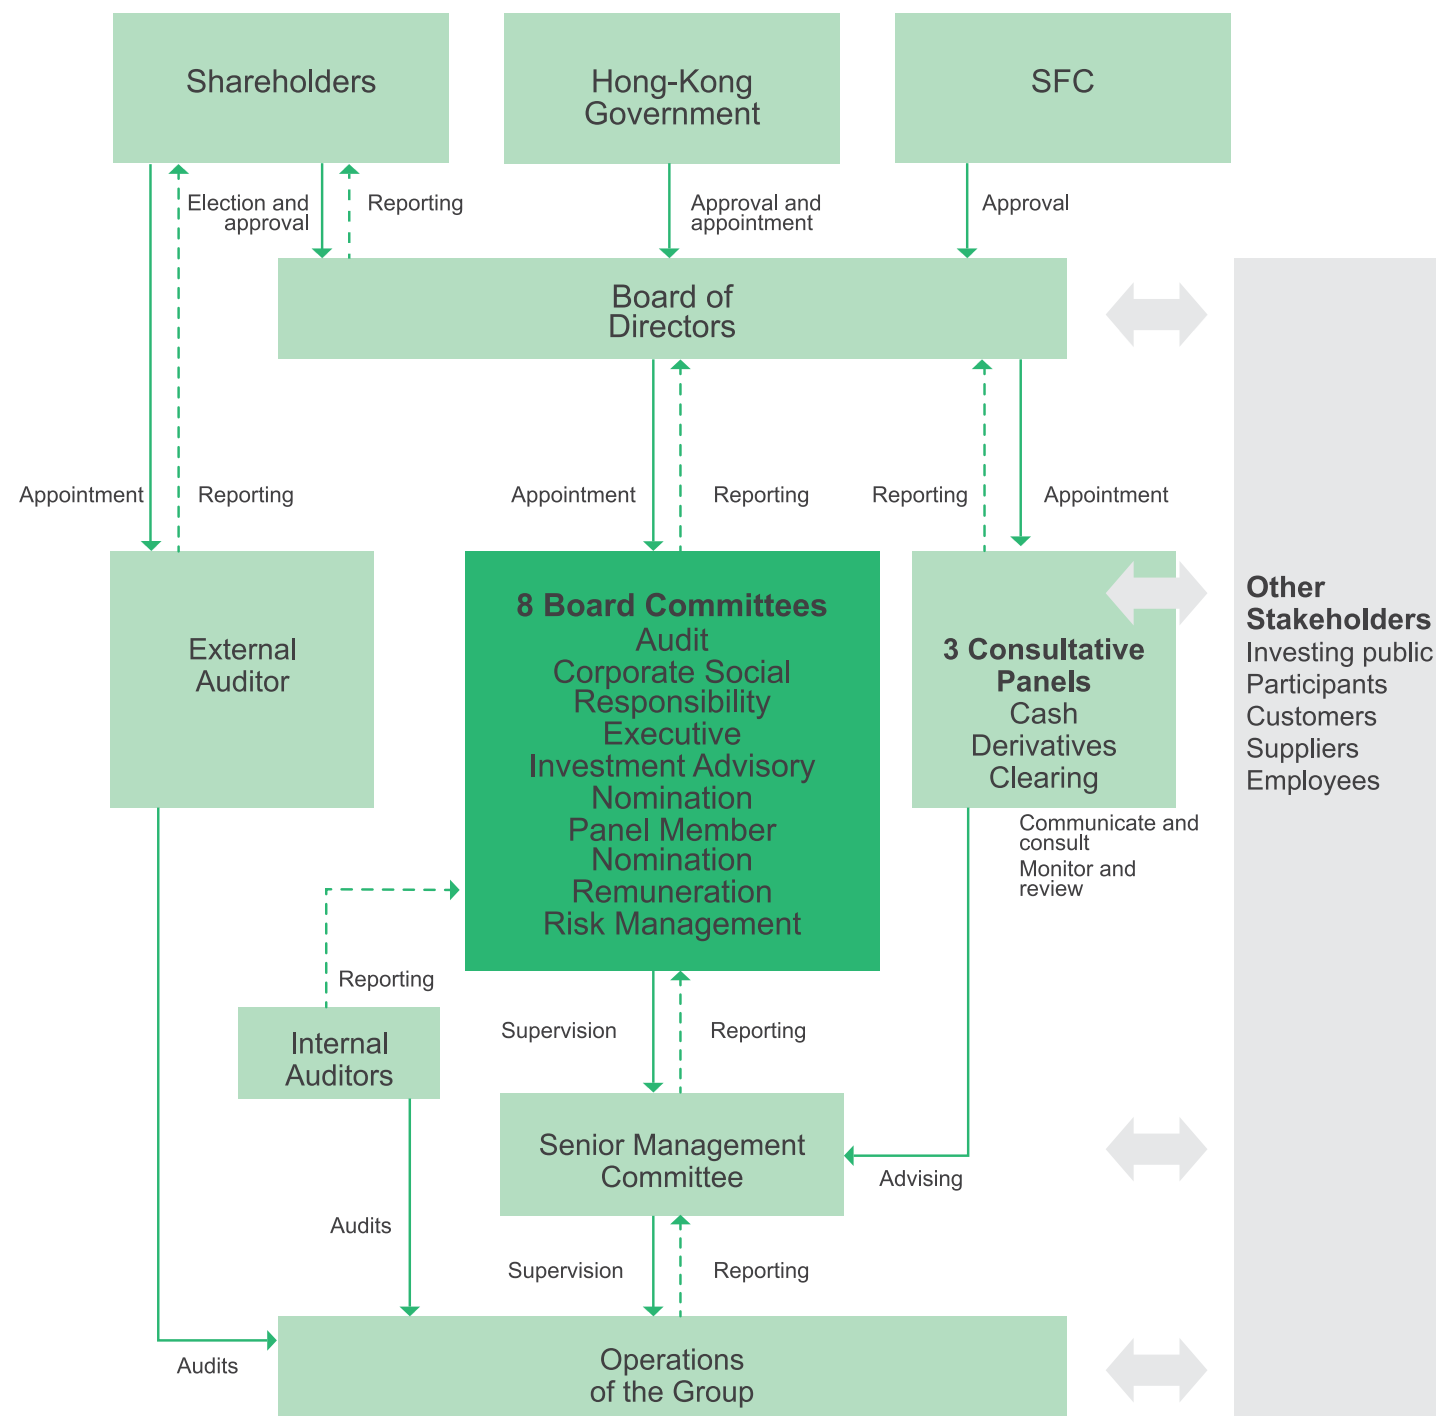 Shareholders
Hong-Kong
Government
SFC
Election and
approval
Reporting
Approval and
appointment
Approval
Board of
Directors
Appointment
Reporting
Appointment
Reporting
Reporting
Appointment
External
Auditor
8 Board Committees
Audit
Corporate Social
Responsibility
Executive
Investment Advisory
Nomination
Panel Member
Nomination
Remuneration
Risk Management
3 Consultative
Panels
Cash
Derivatives
Clearing
Other
Stakeholders
Investing public
Participants
Customers
Suppliers
Employees
Communicate and
consult
Monitor and
review
Reporting
Internal
Auditors
Supervision
Reporting
Senior Management
Committee
Advising
Audits
Supervision
Reporting
Audits
Operations
of the Group